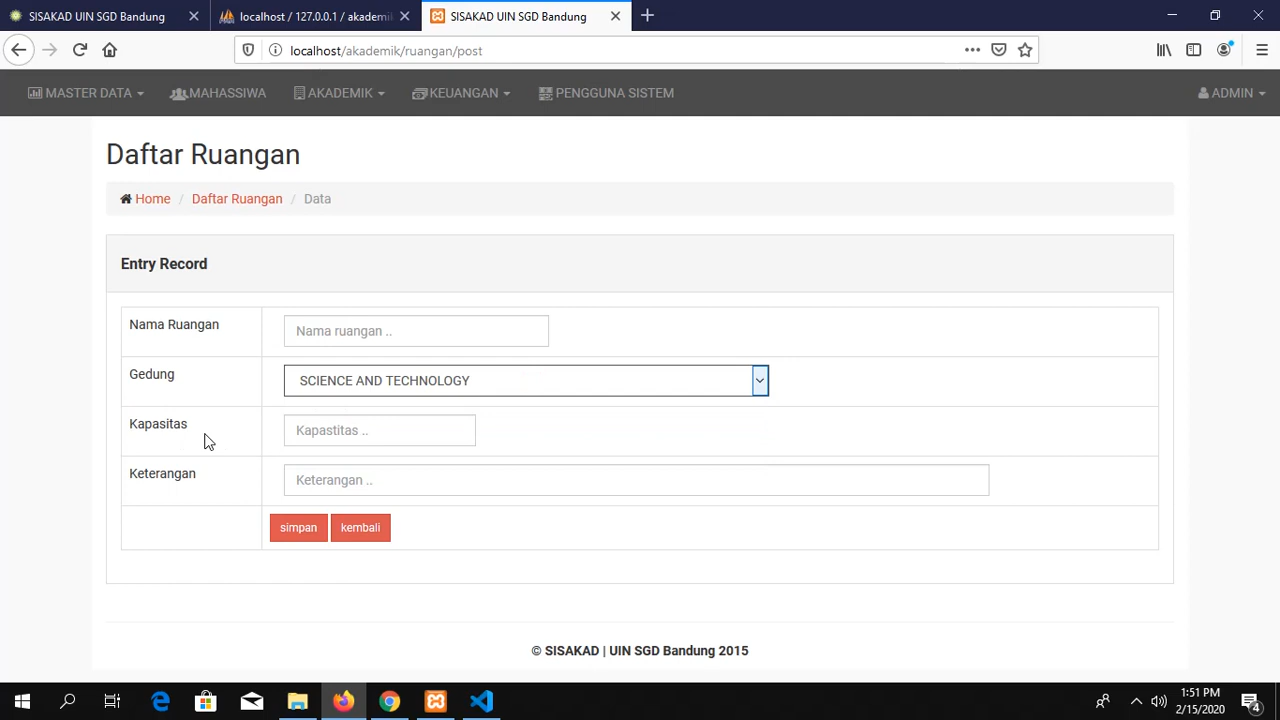 SISAKAD UIN SGD Bandung
localhost / 127.0.0.1 / akademik
SISAKAD UIN SGD Bandung
localhost/akademik/ruangan/post
MASTER DATA
MAHASSIWA
AKADEMIK
KEUANGAN
PENGGUNA SISTEM
ADMIN
Daftar Ruangan
Home / Daftar Ruangan / Data
Entry Record
Nama Ruangan
Nama ruangan ..
Gedung
SCIENCE AND TECHNOLOGY
Kapasitas
Kapastitas ..
Keterangan
Keterangan ..
simpan
kembali
© SISAKAD | UIN SGD Bandung 2015
1:51 PM
2/15/2020
4